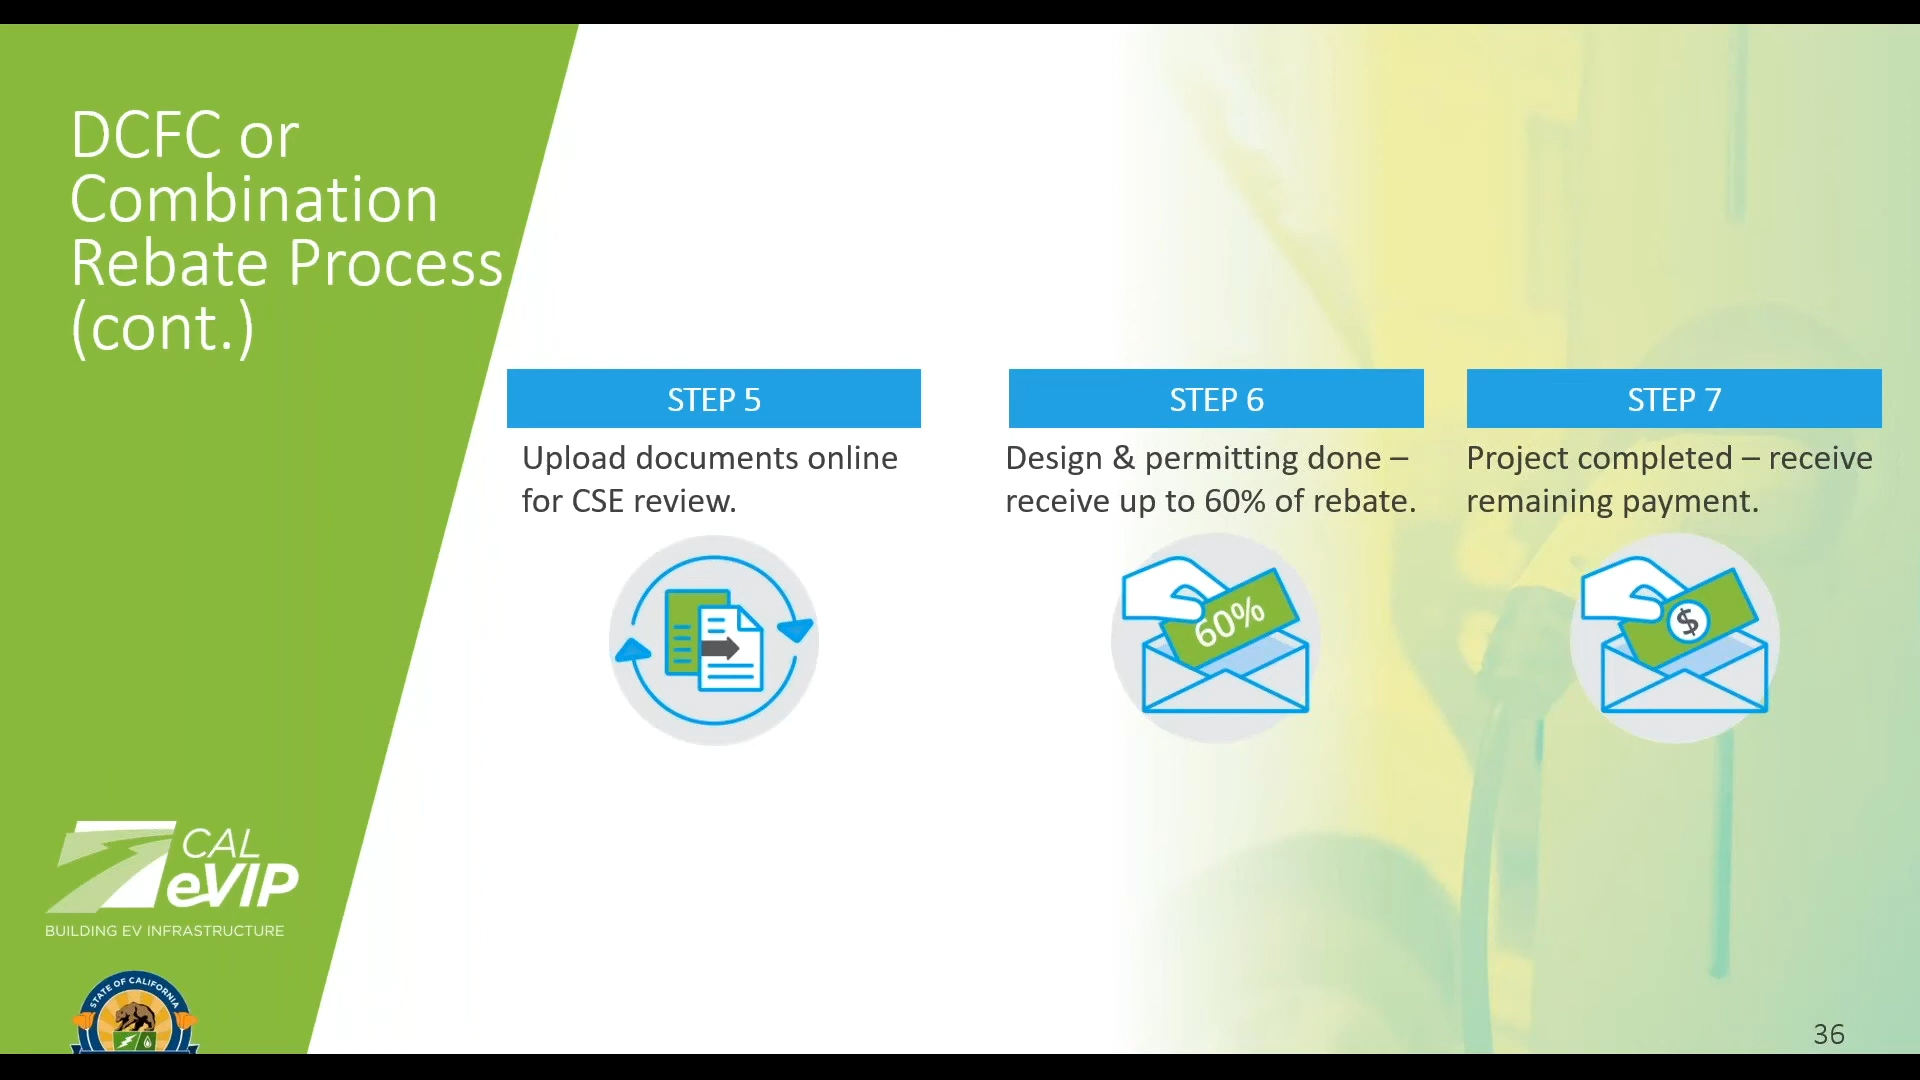 DCFC or
Combination
Rebate Process
(cont.)
STEP 5
Upload documents online
for CSE review.
STEP 6
Design & permitting done –
receive up to 60% of rebate.
60%
STEP 7
Project completed – receive
remaining payment.
$
CAL
eVIP
BUILDING EV INFRASTRUCTURE
STATE OF CALIFORNIA
36